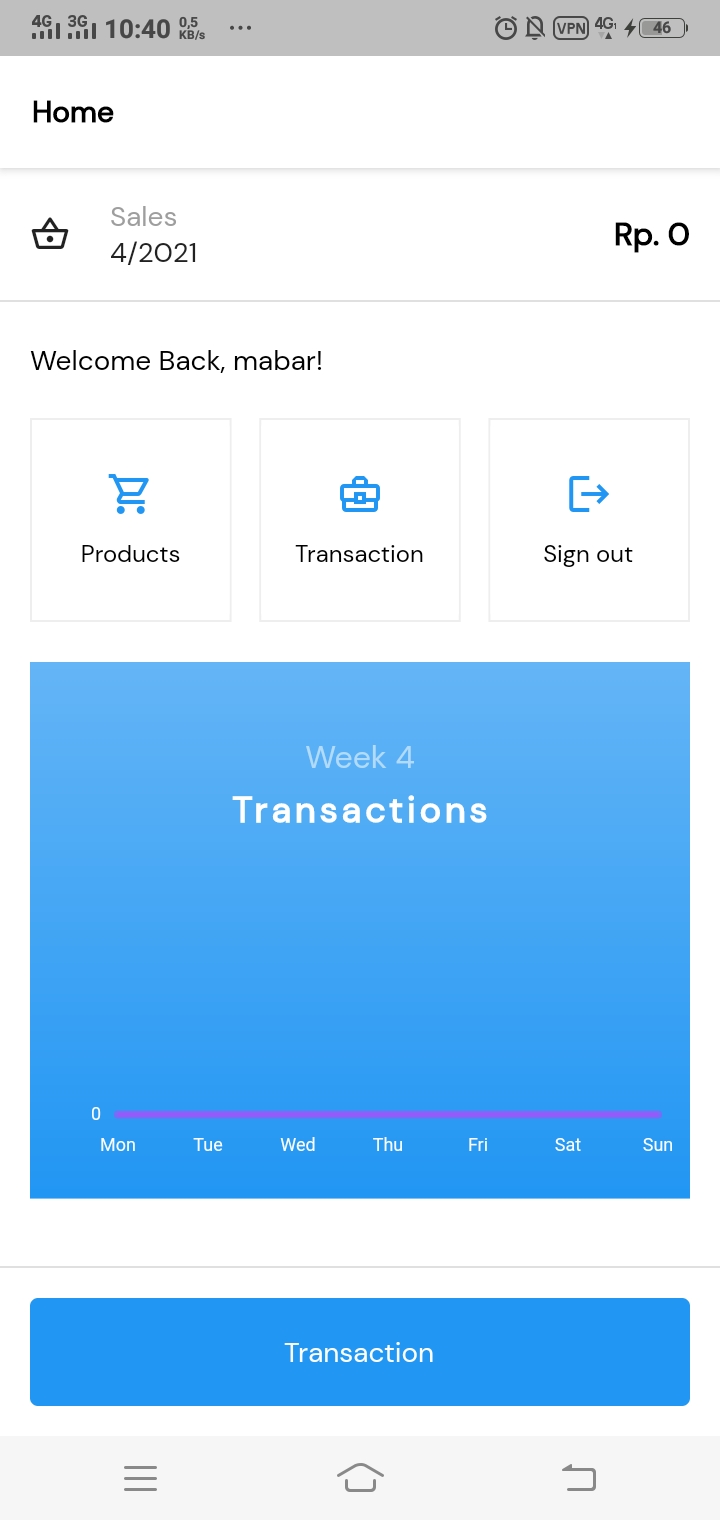 4G 3G 10:40 0,5 KB/s ... VPN 4G 46
Home
Sales
4/2021
Rp. 0
Welcome Back, mabar!
Products Transaction Sign out
Week 4
Transactions
0
Mon Tue Wed Thu Fri Sat Sun
Transaction